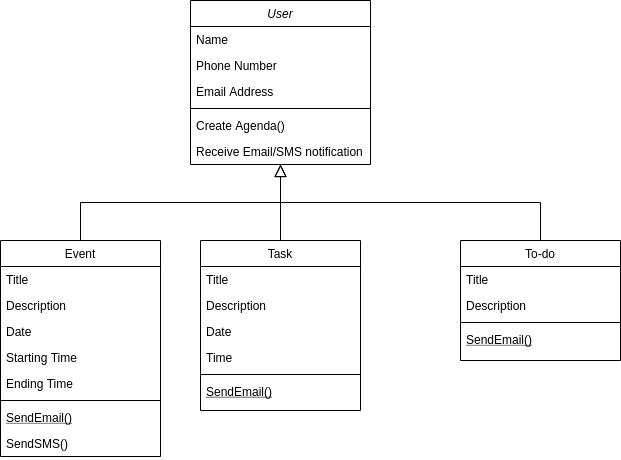 User
Name
Phone Number
Email Address
Create Agenda()
Receive Email/SMS notification
Event
Title
Description
Date
Starting Time
Ending Time
SendEmail()
SendSMS()
Task
Title
Description
Date
Time
SendEmail()
To-do
Title
Description
SendEmail()